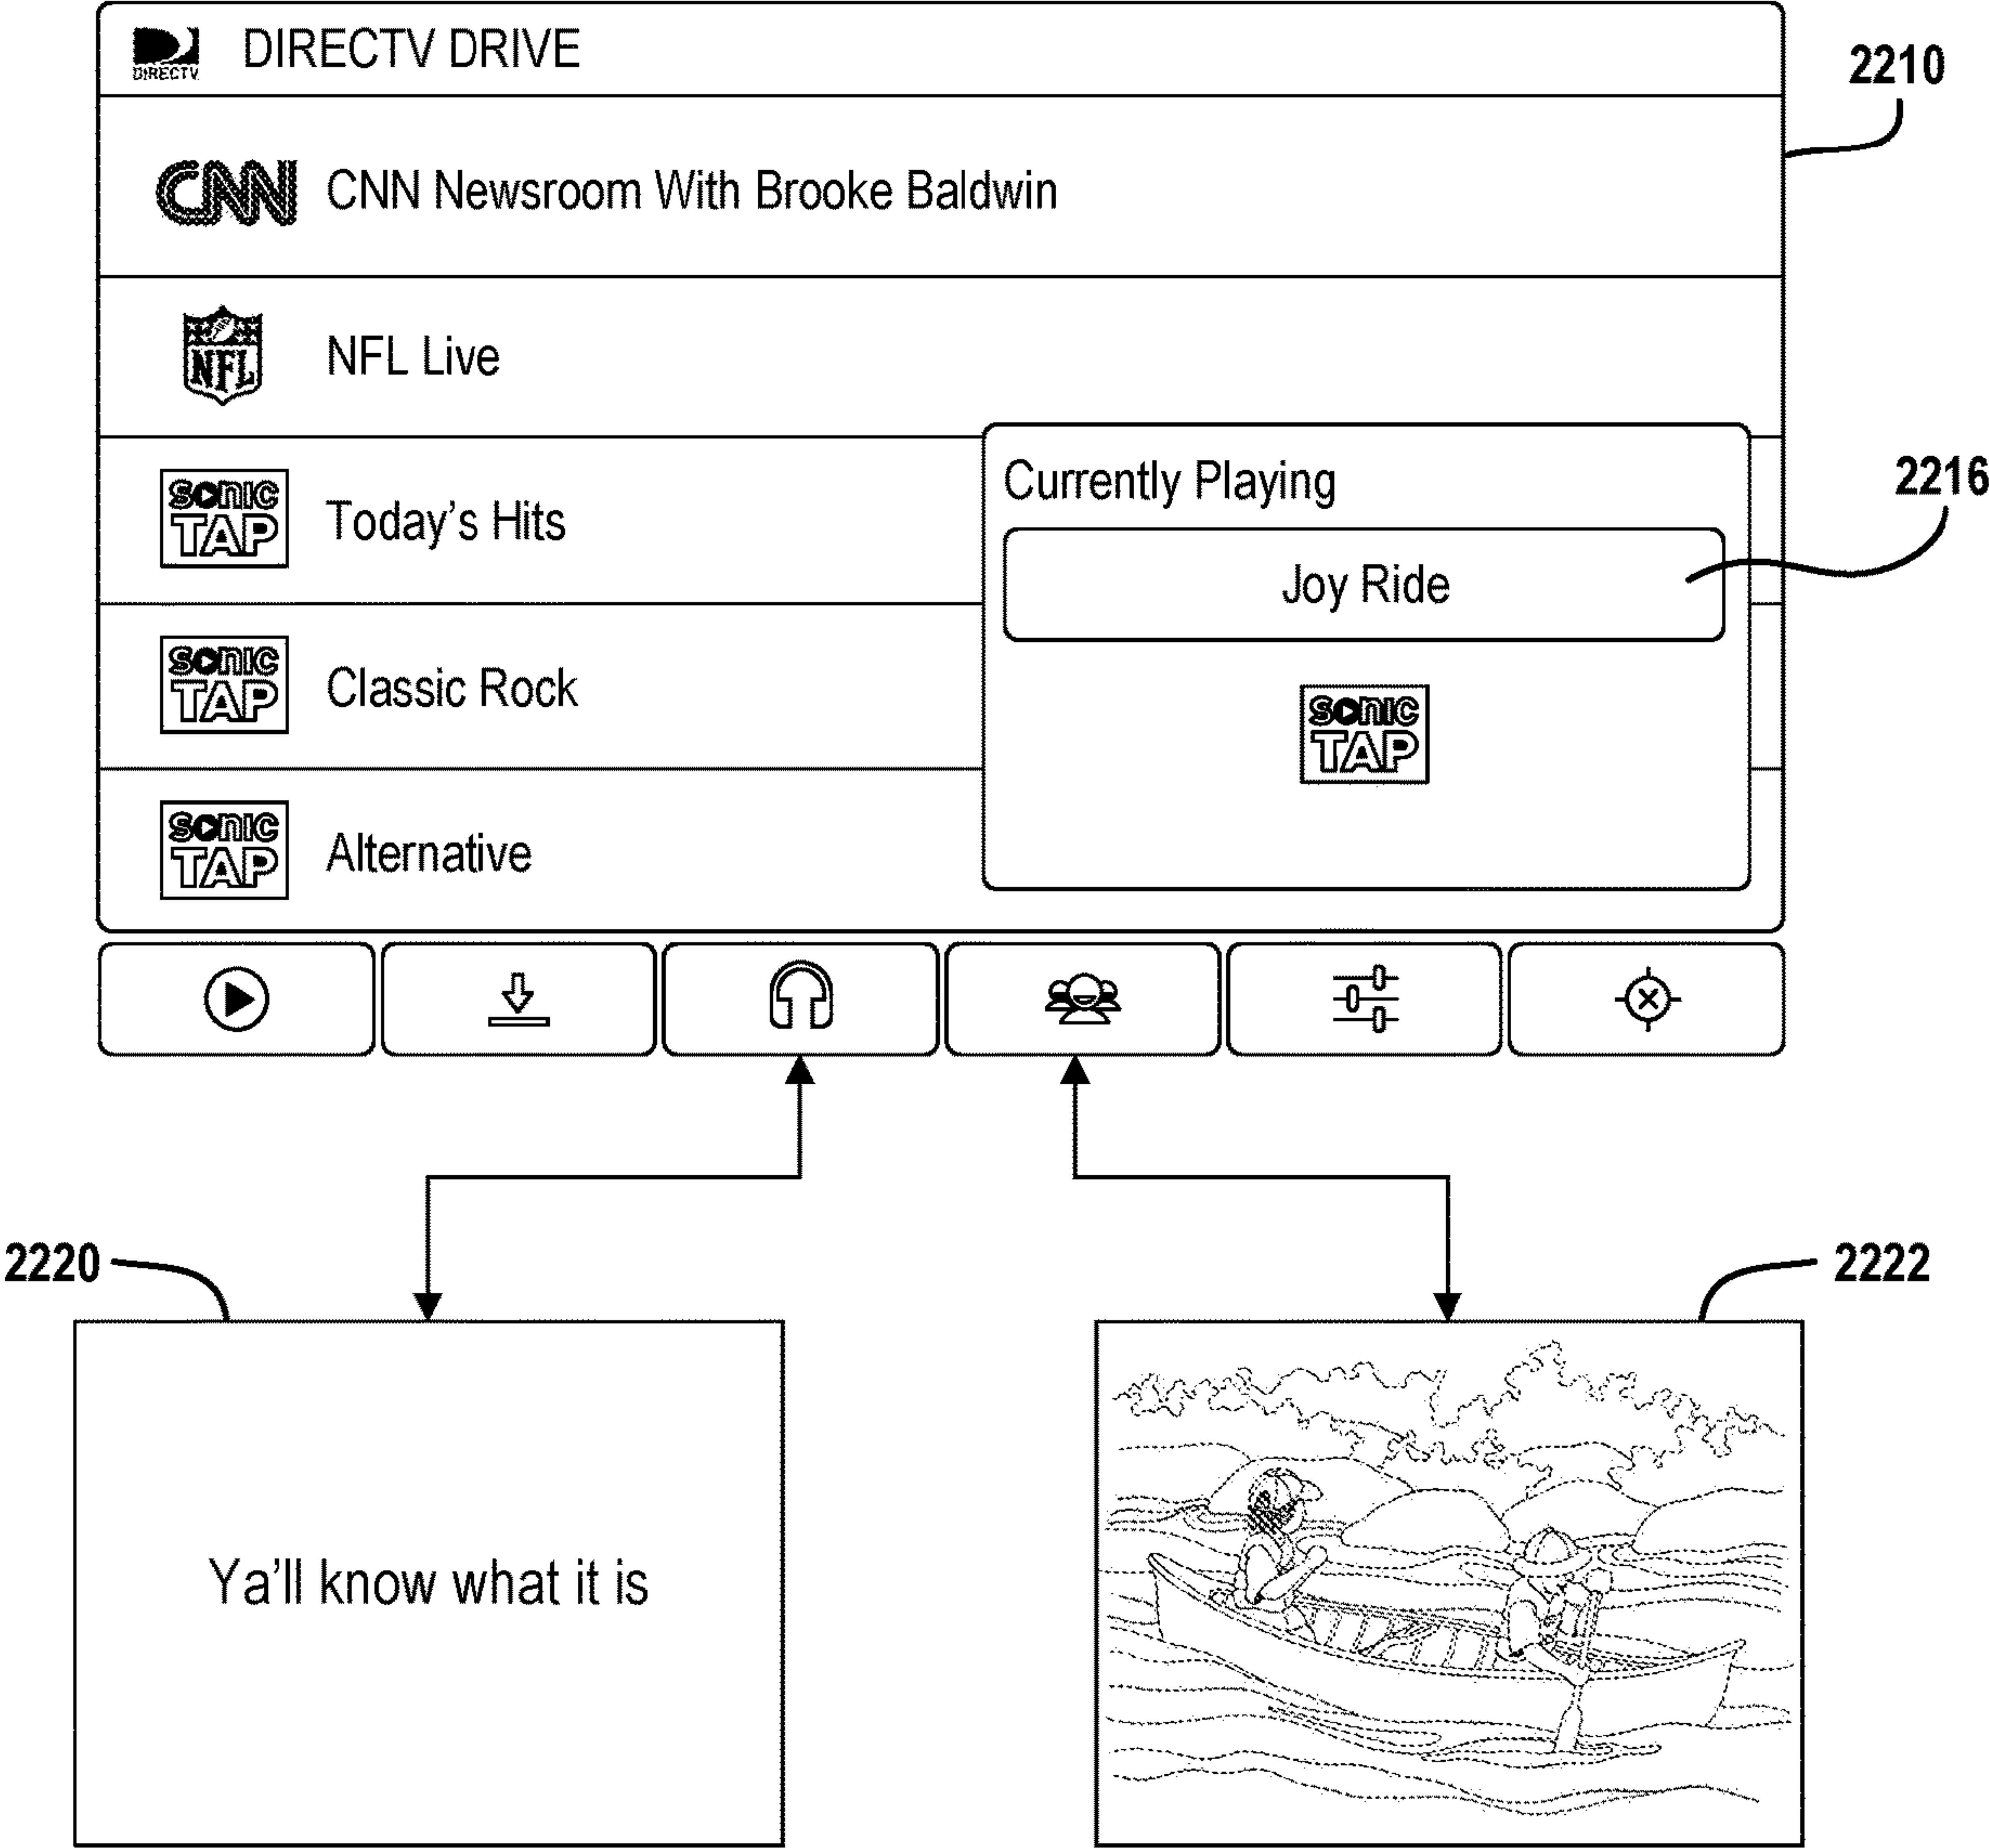 DIRECTV DIRECTV DRIVE
2210
CNN CNN Newsroom With Brooke Baldwin
NFL NFL Live
Currently Playing
2216
SONIC TAP Today's Hits
Joy Ride
SONIC TAP Classic Rock
SONIC TAP
SONIC TAP Alternative
2220
2222
Ya'll know what it is